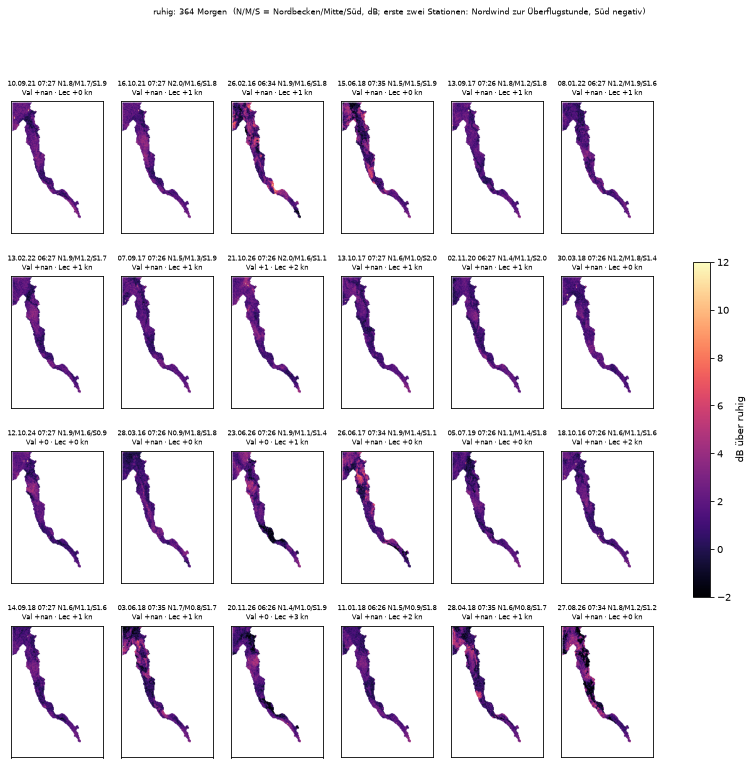 ruhig: 364 Morgen (N/M/S = Nordbecken/Mitte/Süd, dB; erste zwei Stationen: Nordwind zur Überflugstunde, Süd negativ)
10.09.21 07:27 N1.8/M1.7/S1.9
Val +nan · Lec +0 kn
16.10.21 07:27 N2.0/M1.6/S1.8
Val +nan · Lec +1 kn
26.02.16 06:34 N1.9/M1.6/S1.8
Val +nan · Lec +1 kn
15.06.18 07:35 N1.5/M1.5/S1.9
Val +nan · Lec +0 kn
13.09.17 07:26 N1.8/M1.2/S1.8
Val +nan · Lec +1 kn
08.01.22 06:27 N1.2/M1.9/S1.6
Val +nan · Lec +1 kn
13.02.22 06:27 N1.9/M1.2/S1.7
Val +nan · Lec +1 kn
07.09.17 07:26 N1.5/M1.3/S1.9
Val +nan · Lec +1 kn
21.10.26 07:26 N2.0/M1.6/S1.1
Val +1 · Lec +2 kn
13.10.17 07:27 N1.6/M1.0/S2.0
Val +nan · Lec +1 kn
02.11.20 06:27 N1.4/M1.1/S2.0
Val +nan · Lec +1 kn
30.03.18 07:26 N1.2/M1.8/S1.4
Val +nan · Lec +0 kn
12.10.24 07:26 N1.9/M1.6/S0.9
Val +0 · Lec +0 kn
28.03.16 07:26 N0.9/M1.8/S1.8
Val +nan · Lec +0 kn
23.06.26 07:26 N1.9/M1.1/S1.4
Val +0 · Lec +1 kn
26.06.17 07:34 N1.9/M1.4/S1.1
Val +nan · Lec +0 kn
05.07.19 07:26 N1.1/M1.4/S1.8
Val +nan · Lec +0 kn
18.10.16 07:26 N1.6/M1.1/S1.6
Val +nan · Lec +2 kn
14.09.18 07:27 N1.6/M1.1/S1.6
Val +nan · Lec +1 kn
03.06.18 07:35 N1.7/M0.8/S1.7
Val +nan · Lec +1 kn
20.11.26 06:26 N1.4/M1.0/S1.9
Val +0 · Lec +3 kn
11.01.18 06:26 N1.5/M0.9/S1.8
Val +nan · Lec +2 kn
28.04.18 07:35 N1.6/M0.8/S1.7
Val +nan · Lec +1 kn
27.08.26 07:34 N1.8/M1.2/S1.2
Val +nan · Lec +1 kn
12
10
8
6
4
2
0
−2
dB über ruhig